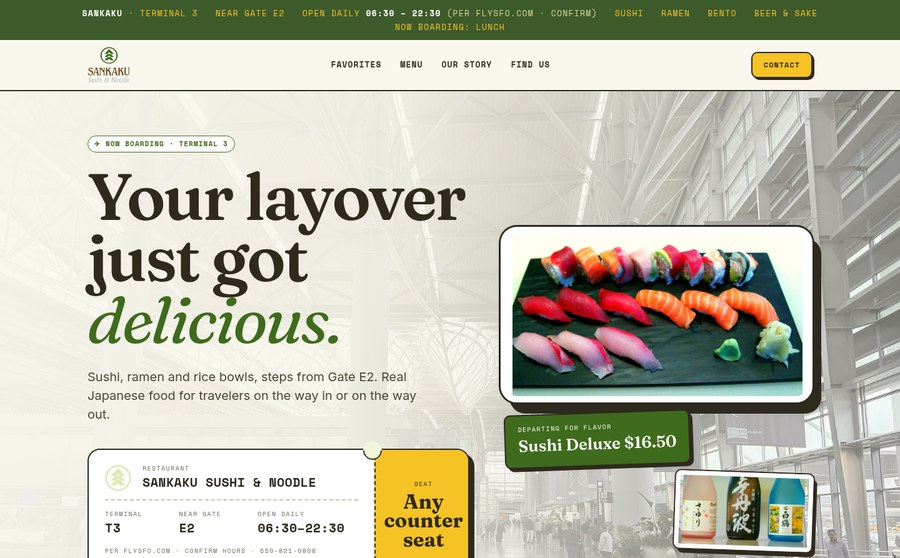 SANKAKU · TERMINAL 3 NEAR GATE E2 OPEN DAILY 06:30 – 22:30 (PER FLYSFO.COM · CONFIRM) SUSHI RAMEN BENTO BEER & SAKE
NOW BOARDING: LUNCH
SANKAKU
Sushi & Noodle
FAVORITES MENU OUR STORY FIND US
CONTACT
✈ NOW BOARDING · TERMINAL 3
Your layover
just got
delicious.
Sushi, ramen and rice bowls, steps from Gate E2. Real
Japanese food for travelers on the way in or on the way
out.
DEPARTING FOR FLAVOR
Sushi Deluxe $16.50
RESTAURANT
SANKAKU SUSHI & NOODLE
TERMINAL NEAR GATE OPEN DAILY
T3 E2 06:30–22:30
PER FLYSFO.COM · CONFIRM HOURS · 650-821-0808
SEAT
Any
counter
seat